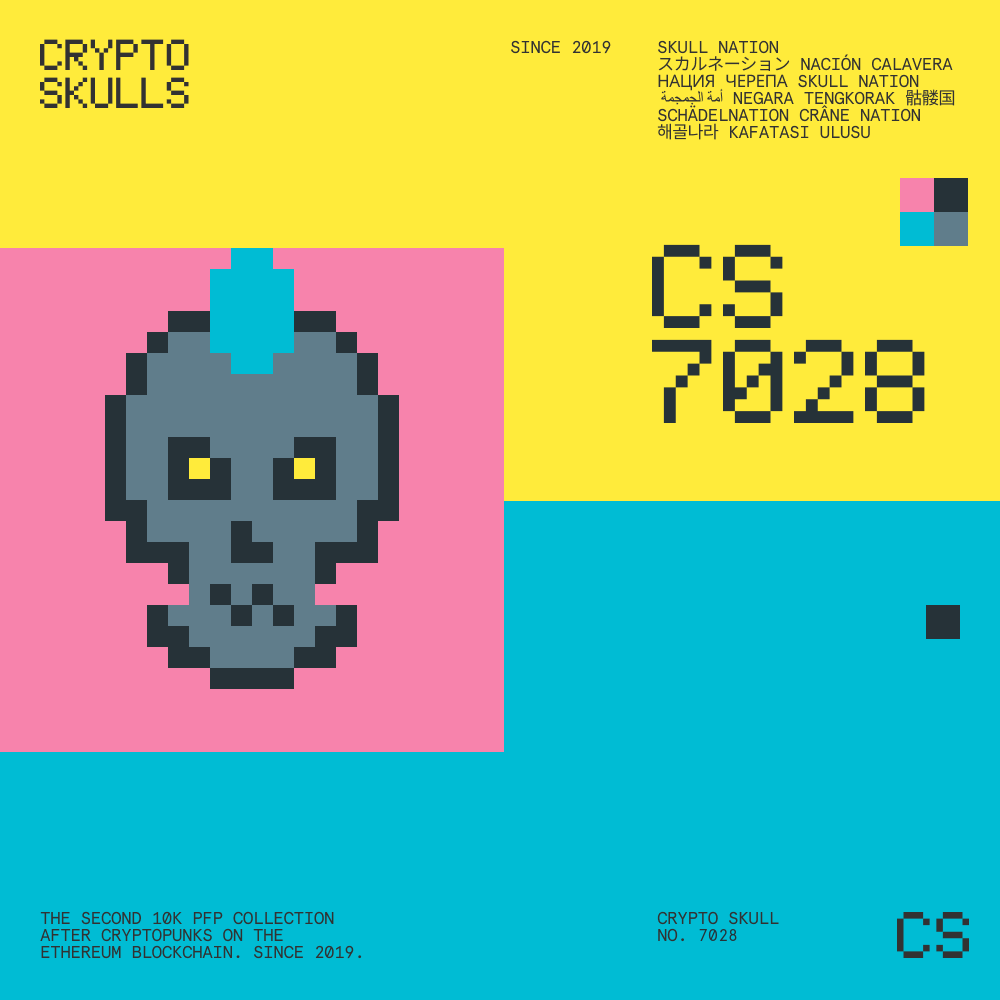 CRYPTO
SKULLS
SINCE 2019
SKULL NATION
スカルネーション NACIÓN CALAVERA
НАЦИЯ ЧЕРЕПА SKULL NATION
أمة الجمجمة NEGARA TENGKORAK 骷髅国
SCHÄDELNATION CRÂNE NATION
해골나라 KAFATASI ULUSU
CS
7028
THE SECOND 10K PFP COLLECTION
AFTER CRYPTOPUNKS ON THE
ETHEREUM BLOCKCHAIN. SINCE 2019.
CRYPTO SKULL
NO. 7028
CS